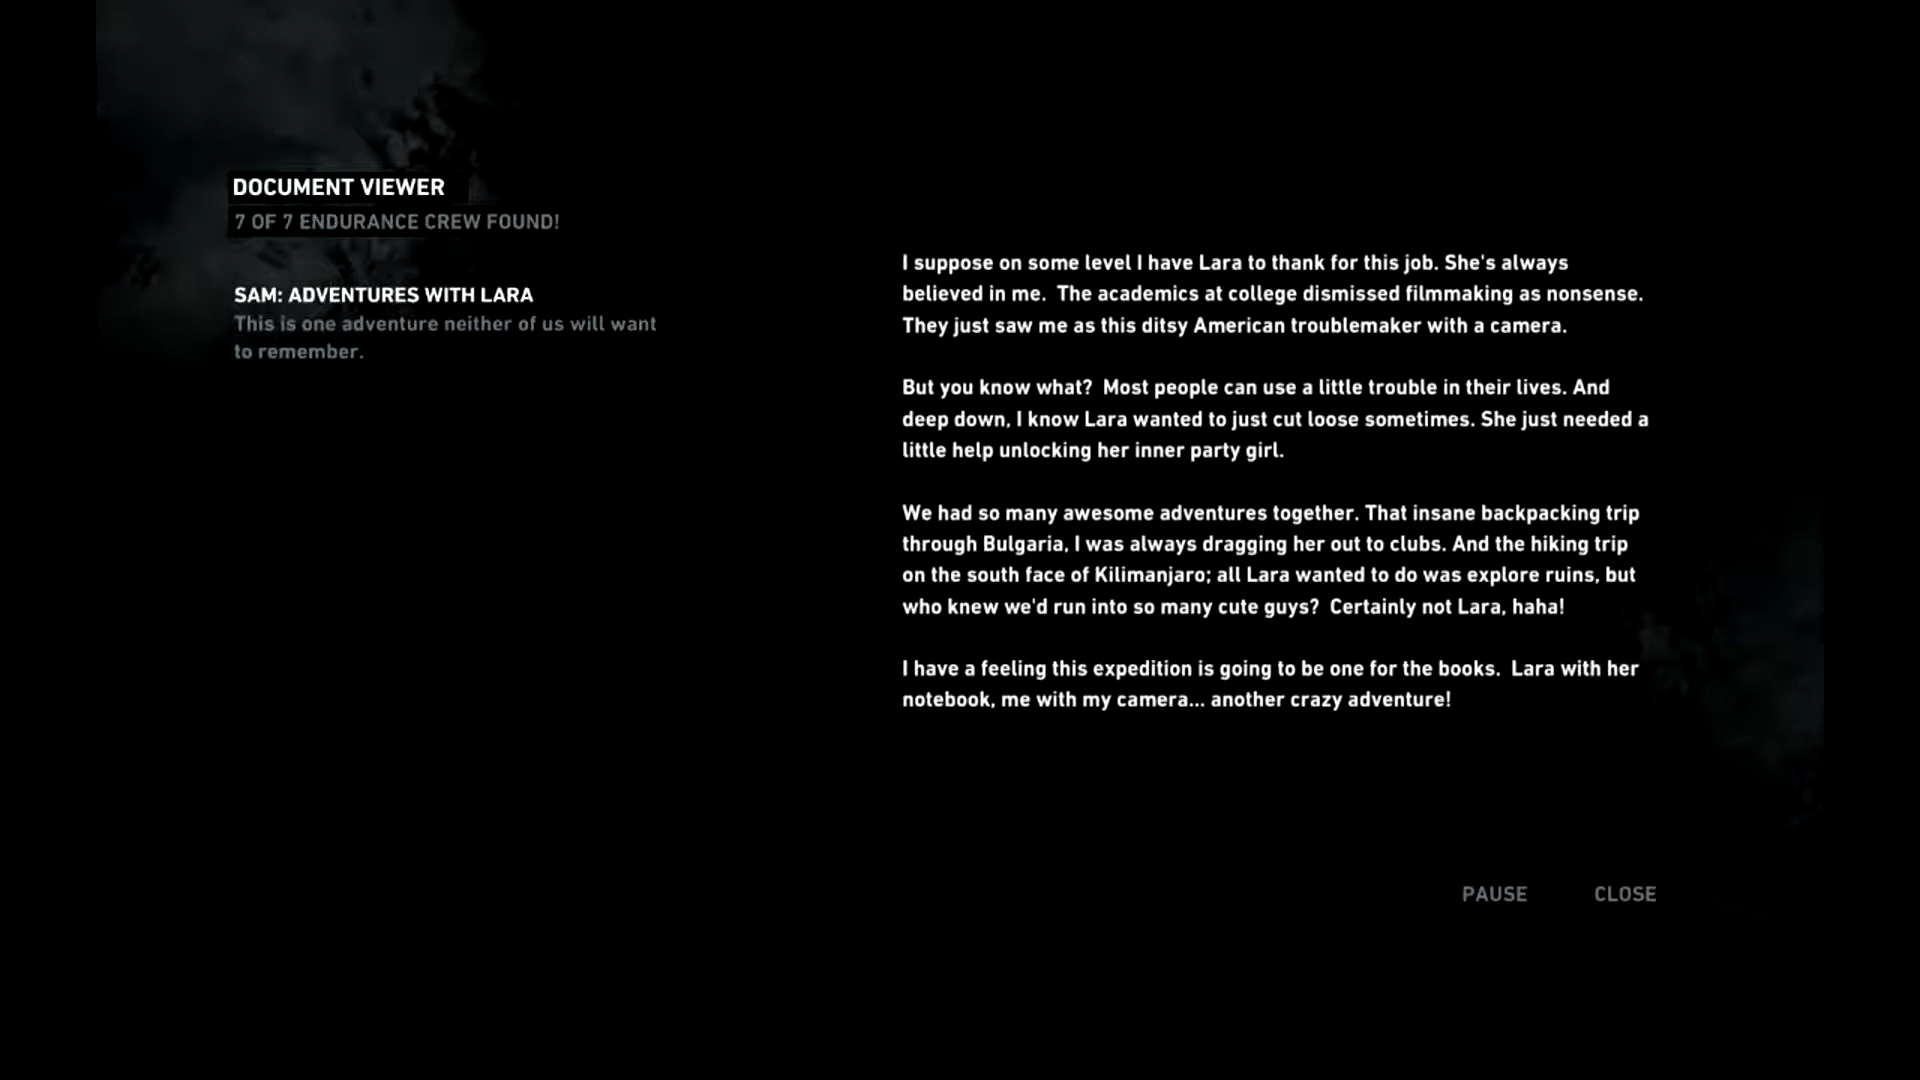 DOCUMENT VIEWER
7 OF 7 ENDURANCE CREW FOUND!
SAM: ADVENTURES WITH LARA
This is one adventure neither of us will want
to remember.
I suppose on some level I have Lara to thank for this job. She's always
believed in me.  The academics at college dismissed filmmaking as nonsense.
They just saw me as this ditsy American troublemaker with a camera.
But you know what?  Most people can use a little trouble in their lives. And
deep down, I know Lara wanted to just cut loose sometimes. She just needed a
little help unlocking her inner party girl.
We had so many awesome adventures together. That insane backpacking trip
through Bulgaria, I was always dragging her out to clubs. And the hiking trip
on the south face of Kilimanjaro; all Lara wanted to do was explore ruins, but
who knew we'd run into so many cute guys?  Certainly not Lara, haha!
I have a feeling this expedition is going to be one for the books.  Lara with her
notebook, me with my camera... another crazy adventure!
PAUSE CLOSE